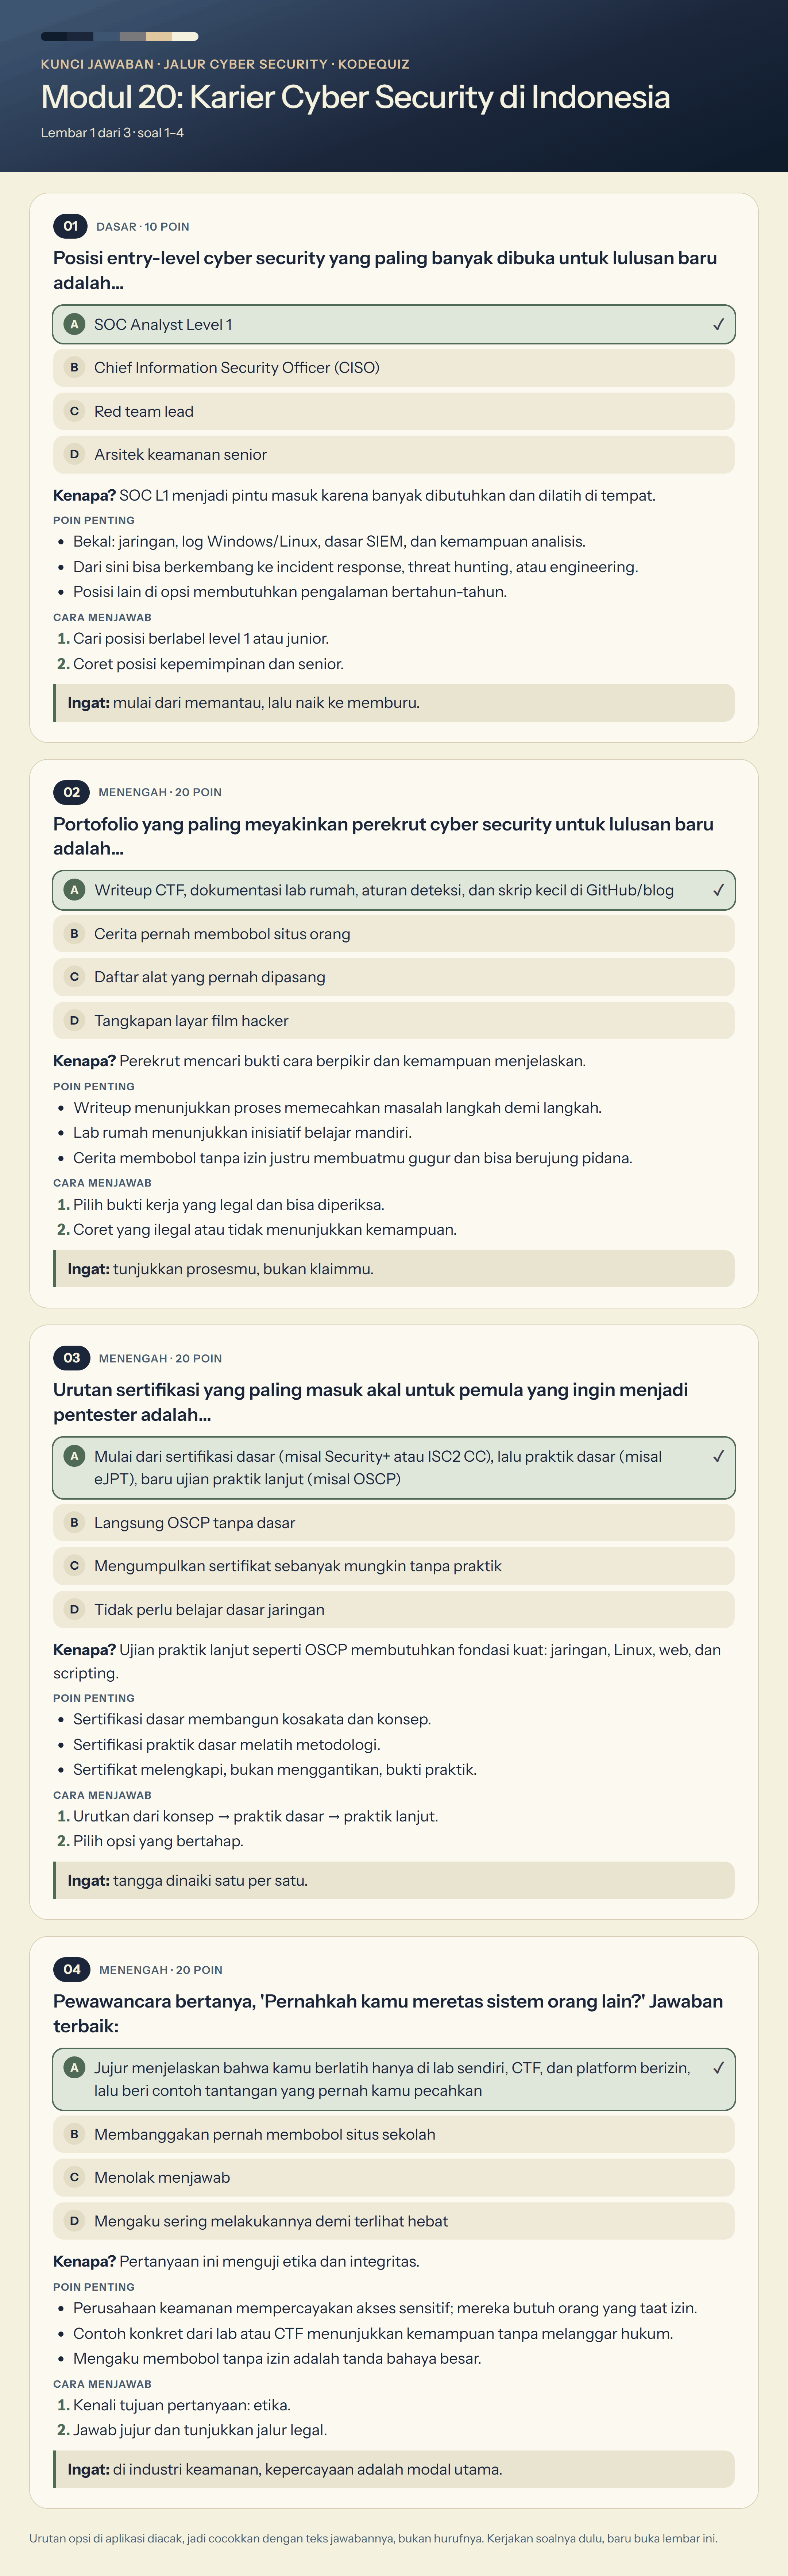 KUNCI JAWABAN · JALUR CYBER SECURITY · KODEQUIZ
Modul 20: Karier Cyber Security di Indonesia
Lembar 1 dari 3 · soal 1–4
01 DASAR · 10 POIN
Posisi entry-level cyber security yang paling banyak dibuka untuk lulusan baru
adalah...
A SOC Analyst Level 1 ✓
B Chief Information Security Officer (CISO)
C Red team lead
D Arsitek keamanan senior
Kenapa? SOC L1 menjadi pintu masuk karena banyak dibutuhkan dan dilatih di tempat.
POIN PENTING
• Bekal: jaringan, log Windows/Linux, dasar SIEM, dan kemampuan analisis.
• Dari sini bisa berkembang ke incident response, threat hunting, atau engineering.
• Posisi lain di opsi membutuhkan pengalaman bertahun-tahun.
CARA MENJAWAB
1. Cari posisi berlabel level 1 atau junior.
2. Coret posisi kepemimpinan dan senior.
Ingat: mulai dari memantau, lalu naik ke memburu.
02 MENENGAH · 20 POIN
Portofolio yang paling meyakinkan perekrut cyber security untuk lulusan baru
adalah...
A Writeup CTF, dokumentasi lab rumah, aturan deteksi, dan skrip kecil di GitHub/blog ✓
B Cerita pernah membobol situs orang
C Daftar alat yang pernah dipasang
D Tangkapan layar film hacker
Kenapa? Perekrut mencari bukti cara berpikir dan kemampuan menjelaskan.
POIN PENTING
• Writeup menunjukkan proses memecahkan masalah langkah demi langkah.
• Lab rumah menunjukkan inisiatif belajar mandiri.
• Cerita membobol tanpa izin justru membuatmu gugur dan bisa berujung pidana.
CARA MENJAWAB
1. Pilih bukti kerja yang legal dan bisa diperiksa.
2. Coret yang ilegal atau tidak menunjukkan kemampuan.
Ingat: tunjukkan prosesmu, bukan klaimmu.
03 MENENGAH · 20 POIN
Urutan sertifikasi yang paling masuk akal untuk pemula yang ingin menjadi
pentester adalah...
A Mulai dari sertifikasi dasar (misal Security+ atau ISC2 CC), lalu praktik dasar (misal ✓
eJPT), baru ujian praktik lanjut (misal OSCP)
B Langsung OSCP tanpa dasar
C Mengumpulkan sertifikat sebanyak mungkin tanpa praktik
D Tidak perlu belajar dasar jaringan
Kenapa? Ujian praktik lanjut seperti OSCP membutuhkan fondasi kuat: jaringan, Linux, web, dan
scripting.
POIN PENTING
• Sertifikasi dasar membangun kosakata dan konsep.
• Sertifikasi praktik dasar melatih metodologi.
• Sertifikat melengkapi, bukan menggantikan, bukti praktik.
CARA MENJAWAB
1. Urutkan dari konsep → praktik dasar → praktik lanjut.
2. Pilih opsi yang bertahap.
Ingat: tangga dinaiki satu per satu.
04 MENENGAH · 20 POIN
Pewawancara bertanya, 'Pernahkah kamu meretas sistem orang lain?' Jawaban
terbaik:
A Jujur menjelaskan bahwa kamu berlatih hanya di lab sendiri, CTF, dan platform berizin, ✓
lalu beri contoh tantangan yang pernah kamu pecahkan
B Membanggakan pernah membobol situs sekolah
C Menolak menjawab
D Mengaku sering melakukannya demi terlihat hebat
Kenapa? Pertanyaan ini menguji etika dan integritas.
POIN PENTING
• Perusahaan keamanan mempercayakan akses sensitif; mereka butuh orang yang taat izin.
• Contoh konkret dari lab atau CTF menunjukkan kemampuan tanpa melanggar hukum.
• Mengaku membobol tanpa izin adalah tanda bahaya besar.
CARA MENJAWAB
1. Kenali tujuan pertanyaan: etika.
2. Jawab jujur dan tunjukkan jalur legal.
Ingat: di industri keamanan, kepercayaan adalah modal utama.
Urutan opsi di aplikasi diacak, jadi cocokkan dengan teks jawabannya, bukan hurufnya. Kerjakan soalnya dulu, baru buka lembar ini.